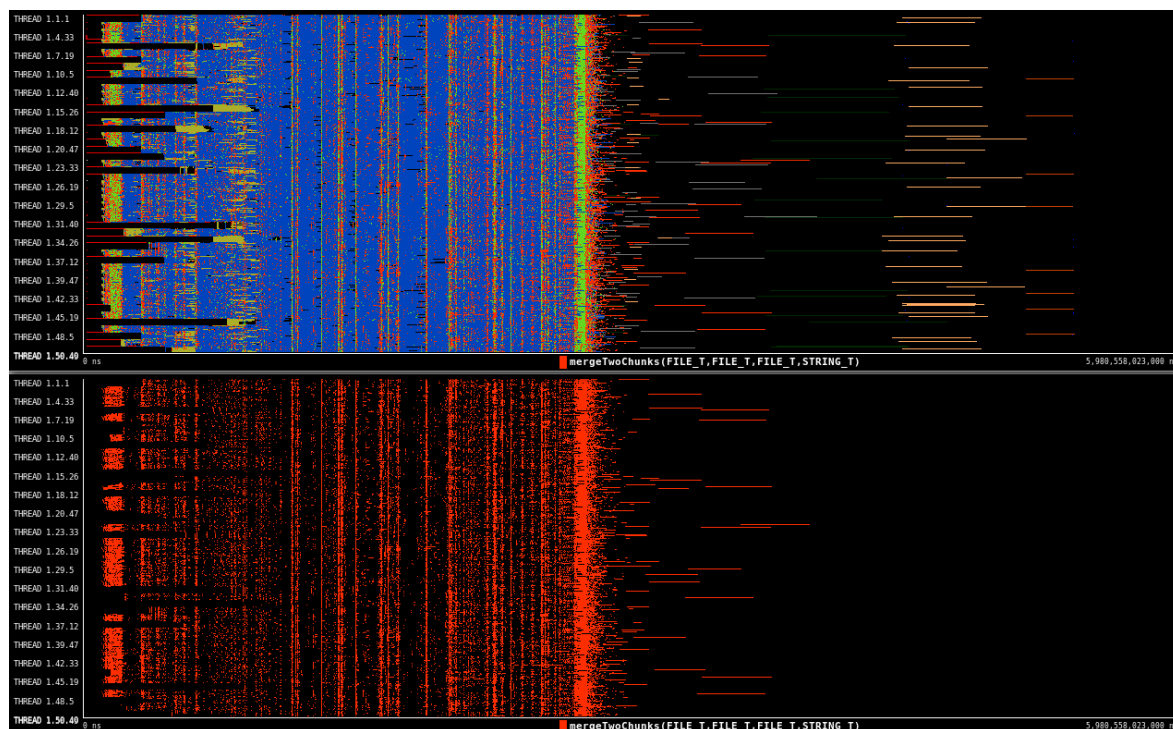 THREAD 1.1.1
THREAD 1.4.33
THREAD 1.7.19
THREAD 1.10.5
THREAD 1.12.40
THREAD 1.15.26
THREAD 1.18.12
THREAD 1.20.47
THREAD 1.23.33
THREAD 1.26.19
THREAD 1.29.5
THREAD 1.31.40
THREAD 1.34.26
THREAD 1.37.12
THREAD 1.39.47
THREAD 1.42.33
THREAD 1.45.19
THREAD 1.48.5
THREAD 1.50.40
0 ns
mergeTwoChunks(FILE_T,FILE_T,FILE_T,STRING_T)
5,980,558,023,000 n
THREAD 1.1.1
THREAD 1.4.33
THREAD 1.7.19
THREAD 1.10.5
THREAD 1.12.40
THREAD 1.15.26
THREAD 1.18.12
THREAD 1.20.47
THREAD 1.23.33
THREAD 1.26.19
THREAD 1.29.5
THREAD 1.31.40
THREAD 1.34.26
THREAD 1.37.12
THREAD 1.39.47
THREAD 1.42.33
THREAD 1.45.19
THREAD 1.48.5
THREAD 1.50.40
0 ns
mergeTwoChunks(FILE_T,FILE_T,FILE_T,STRING_T)
5,980,558,023,000 n